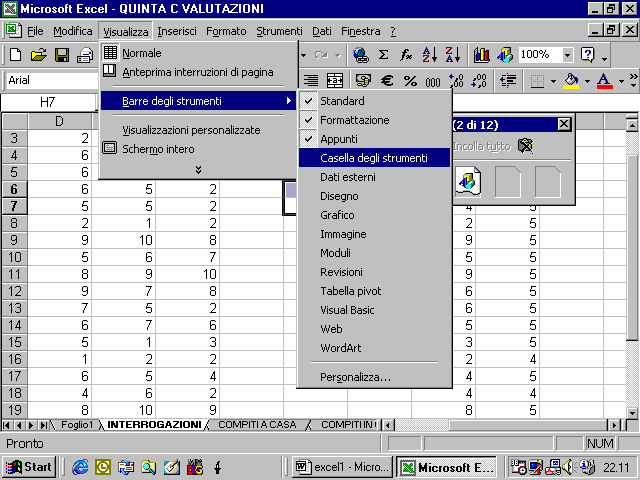 Microsoft Excel - QUINTA C VALUTAZIONI
File Modifica Visualizza Inserisci Formato Strumenti Dati Finestra ?
Normale
Anteprima interruzioni di pagina
Barre degli strumenti
Visualizzazioni personalizzate
Schermo intero
Standard
Formattazione
Appunti
Casella degli strumenti
Dati esterni
Disegno
Grafico
Immagine
Moduli
Revisioni
Tabella pivot
Visual Basic
Web
WordArt
Personalizza...
100%
Arial
€ % 000
H7
(2 di 12)
Incolla tutto
D
3 2
4 6
5 6
6 6 5 2
7 5 5 2 4 5
8 2 1 2 2 5
9 9 10 8 9 5
10 5 6 7 5 5
11 8 9 10 9 5
12 9 7 8 6 5
13 7 5 2 6 5
14 6 7 6 5 5
15 5 1 3 3 5
16 1 2 2 2 4
17 6 5 4 4 4
18 4 6 2 4 5
19 8 10 9 8 5
Foglio1 INTERROGAZIONI COMPITI A CASA COMPITI IN
Pronto NUM
Start excel1 - Micro... Microsoft E... 22.11